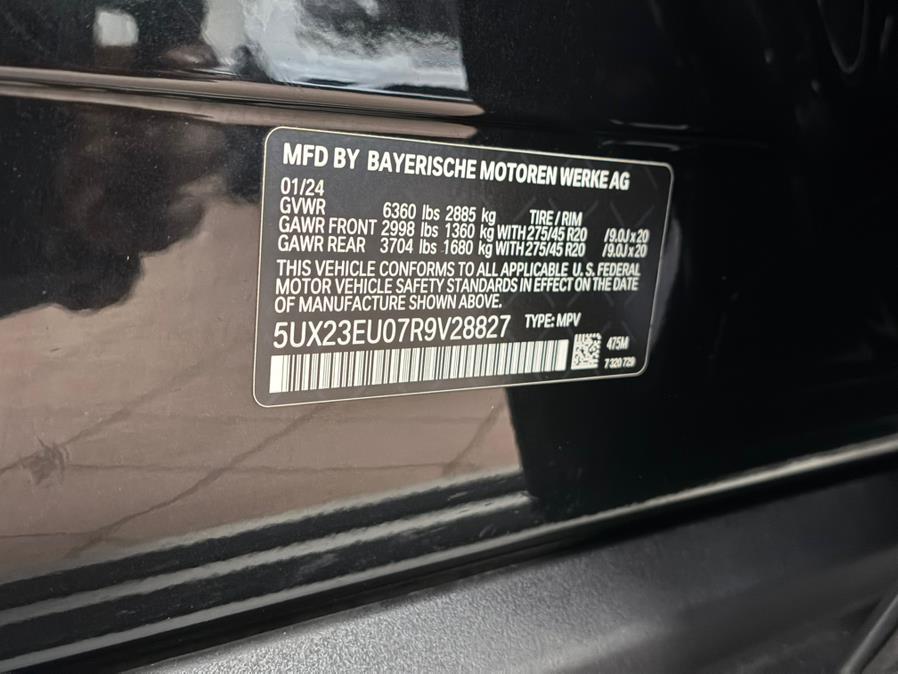 MFD BY BAYERISCHE MOTOREN WERKE AG
01/24
GVWR 6360 lbs 2885 kg TIRE / RIM
GAWR FRONT 2998 lbs 1360 kg WITH 275/45 R20 /9.0J x 20
GAWR REAR 3704 lbs 1680 kg WITH 275/45 R20 /9.0J x 20
THIS VEHICLE CONFORMS TO ALL APPLICABLE U.S. FEDERAL
MOTOR VEHICLE SAFETY STANDARDS IN EFFECT ON THE DATE
OF MANUFACTURE SHOWN ABOVE.
5UX23EU07R9V28827 TYPE: MPV
475M
7 320 729